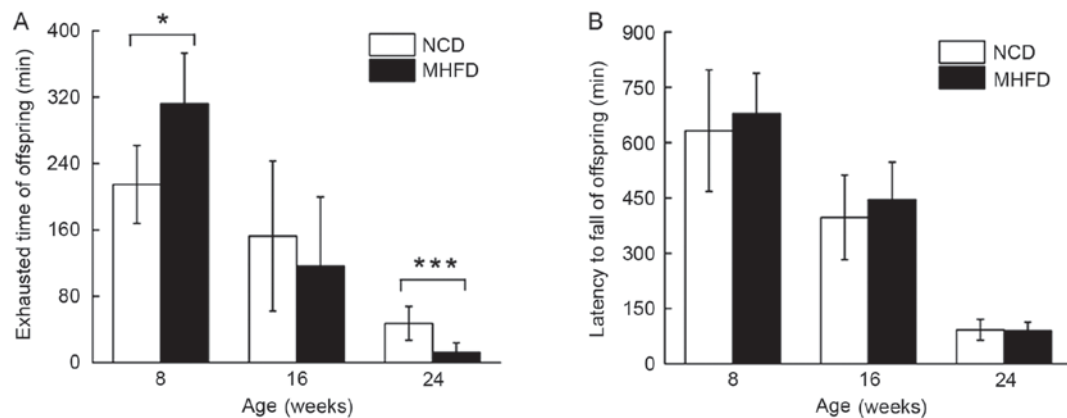 A
Exhausted time of offspring (min)
400
320
240
160
80
0
*
***
NCD
MHFD
8 16 24
Age (weeks)
B
Latency to fall of offspring (min)
900
750
600
450
300
150
0
NCD
MHFD
8 16 24
Age (weeks)